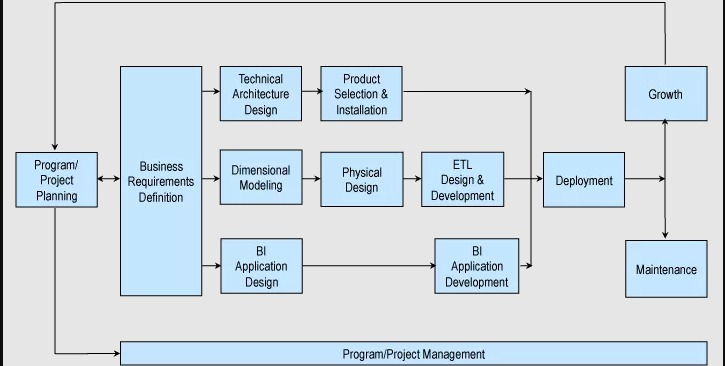 Technical
Architecture
Design
Product
Selection &
Installation
Growth
Program/
Project
Planning
Business
Requirements
Definition
Dimensional
Modeling
Physical
Design
ETL
Design &
Development
Deployment
BI
Application
Design
BI
Application
Development
Maintenance
Program/Project Management